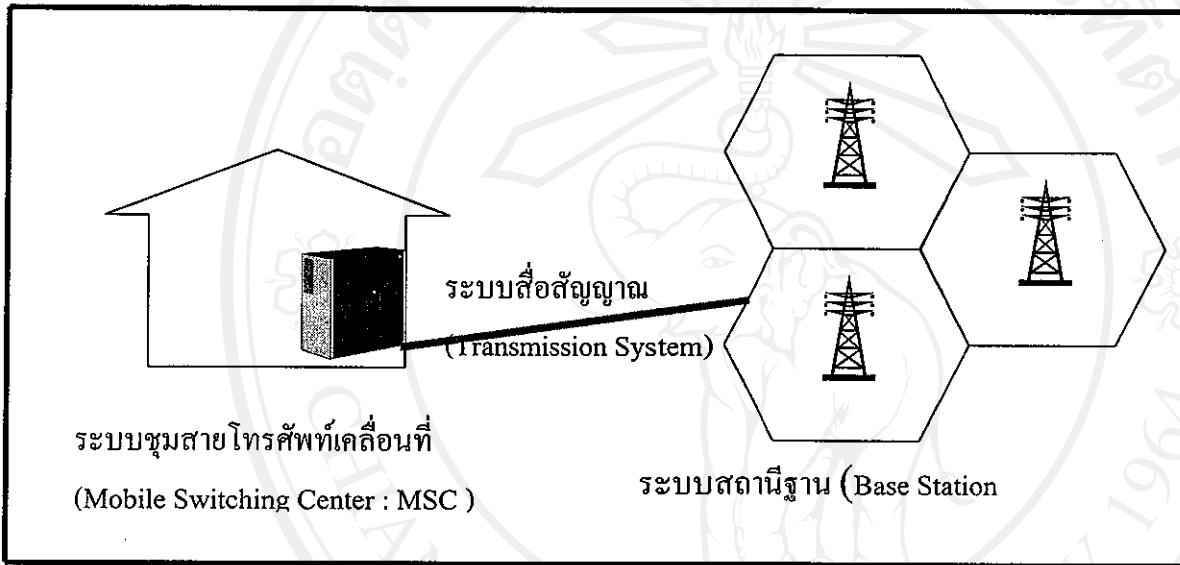 ระบบสื่อสัญญาณ
(Transmission System)
ระบบชุมสายโทรศัพท์เคลื่อนที่
(Mobile Switching Center : MSC )
ระบบสถานีฐาน (Base Station
1964